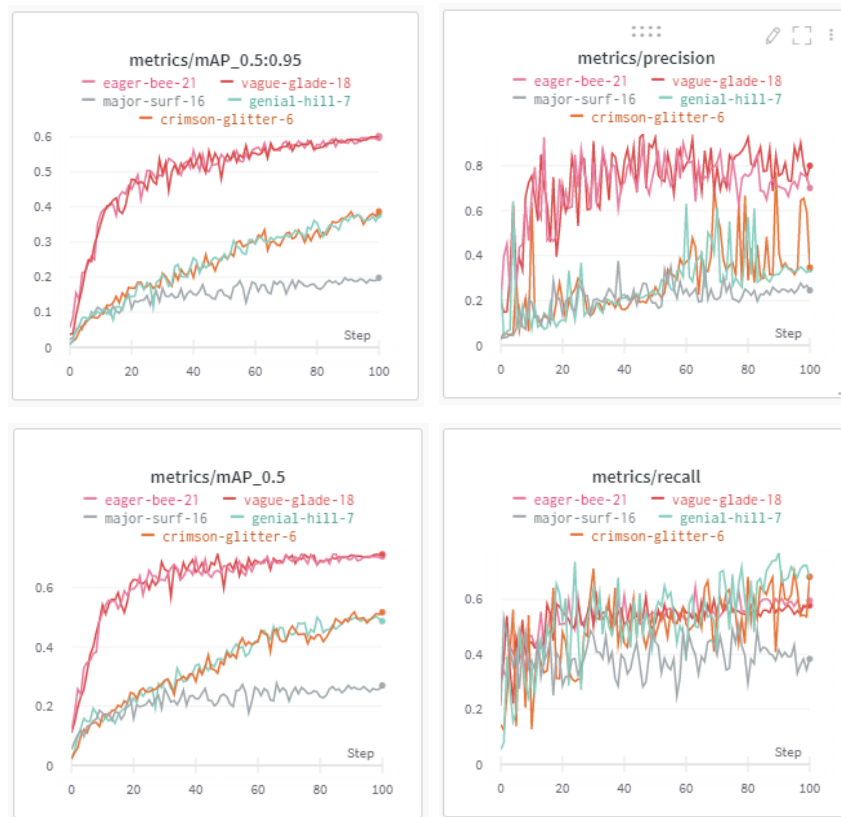 metrics/mAP_0.5:0.95
eager-bee-21 vague-glade-18
major-surf-16 genial-hill-7
crimson-glitter-6
0.6
0.5
0.4
0.3
0.2
0.1
0
Step
0 20 40 60 80 100
metrics/precision
eager-bee-21 vague-glade-18
major-surf-16 genial-hill-7
crimson-glitter-6
0.8
0.6
0.4
0.2
0
Step
0 20 40 60 80 100
metrics/mAP_0.5
eager-bee-21 vague-glade-18
major-surf-16 genial-hill-7
crimson-glitter-6
0.6
0.4
0.2
0
Step
0 20 40 60 80 100
metrics/recall
eager-bee-21 vague-glade-18
major-surf-16 genial-hill-7
crimson-glitter-6
0.6
0.4
0.2
0
Step
0 20 40 60 80 100